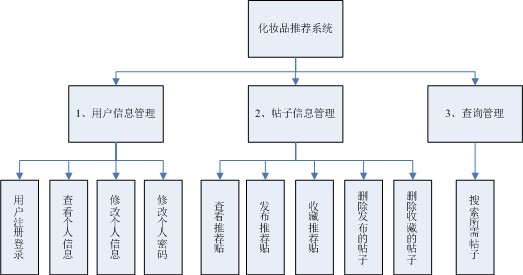 化妆品推荐系统
1、用户信息管理
2、帖子信息管理
3、查询管理
用户注册登录
查看个人信息
修改个人信息
修改个人密码
查看推荐贴
发布推荐贴
收藏推荐贴
删除发布的帖子
删除收藏的帖子
搜索所需帖子